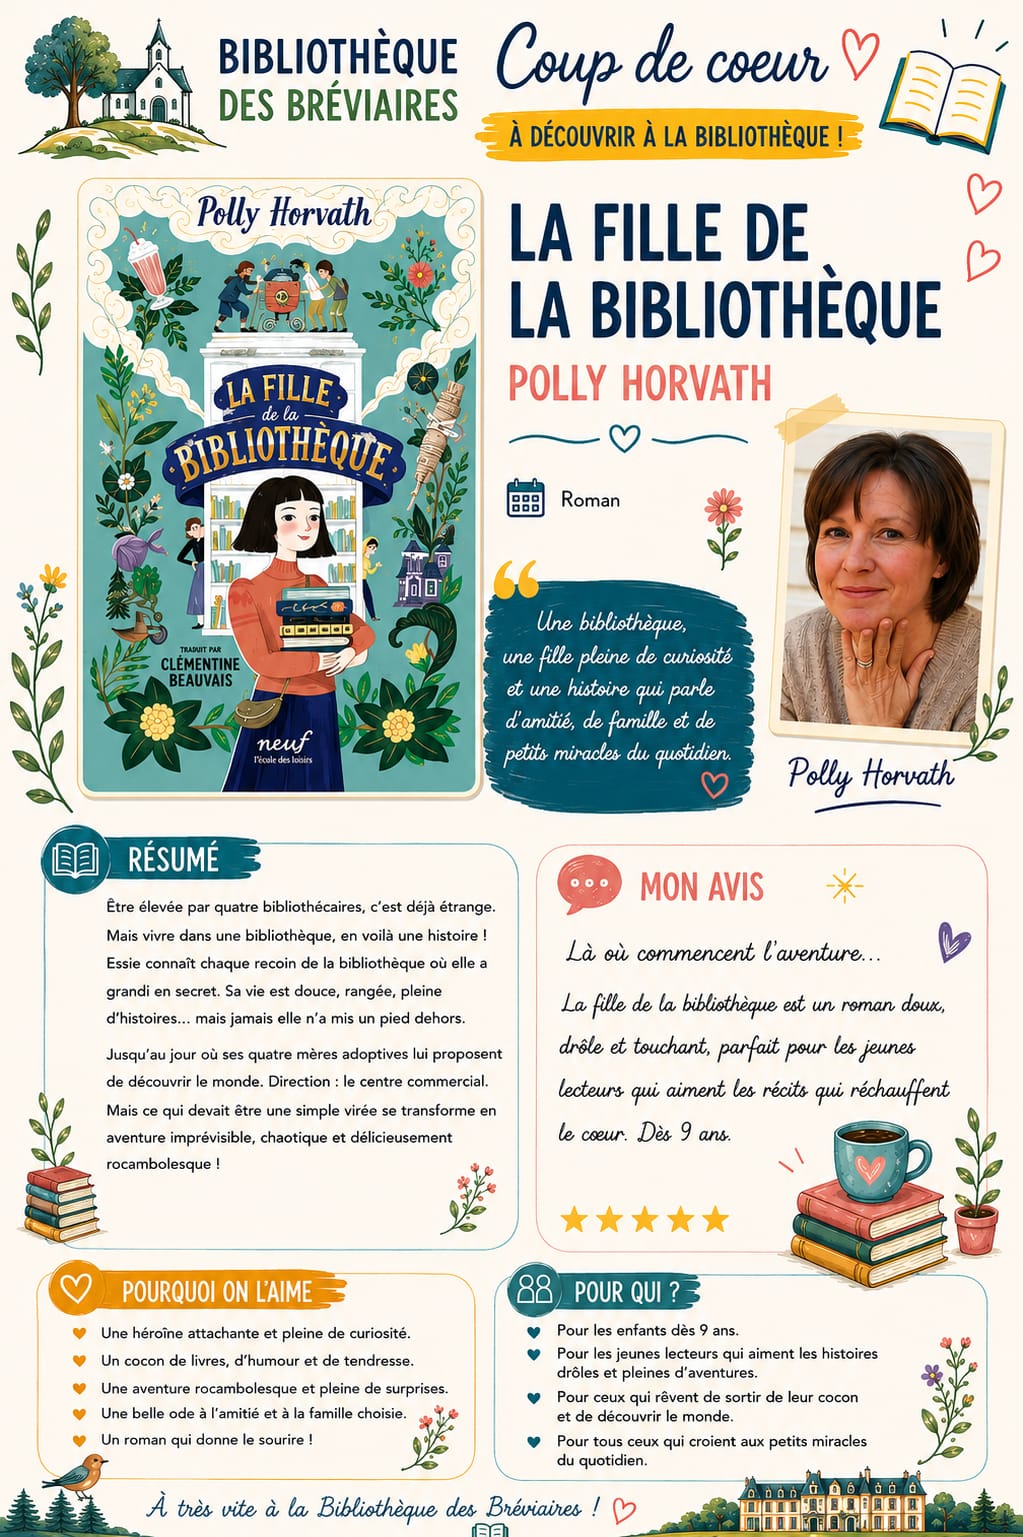 BIBLIOTHÈQUE
DES BRÉVIAIRES
Coup de coeur
À DÉCOUVRIR À LA BIBLIOTHÈQUE !
Polly Horvath
LA FILLE
de la
BIBLIOTHÈQUE
TRADUIT PAR
CLÉMENTINE
BEAUVAIS
neuf
l'école des loisirs
LA FILLE DE
LA BIBLIOTHÈQUE
POLLY HORVATH
Roman
Une bibliothèque,
une fille pleine de curiosité
et une histoire qui parle
d'amitié, de famille et de
petits miracles du quotidien.
Polly Horvath
RÉSUMÉ
Être élevée par quatre bibliothécaires, c'est déjà étrange.
Mais vivre dans une bibliothèque, en voilà une histoire !
Essie connaît chaque recoin de la bibliothèque où elle a
grandi en secret. Sa vie est douce, rangée, pleine
d'histoires... mais jamais elle n'a mis un pied dehors.
Jusqu'au jour où ses quatre mères adoptives lui proposent
de découvrir le monde. Direction : le centre commercial.
Mais ce qui devait être une simple virée se transforme en
aventure imprévisible, chaotique et délicieusement
rocambolesque !
MON AVIS
Là où commencent l'aventure...
La fille de la bibliothèque est un roman doux,
drôle et touchant, parfait pour les jeunes
lecteurs qui aiment les récits qui réchauffent
le cœur. Dès 9 ans.
POURQUOI ON L'AIME
Une héroïne attachante et pleine de curiosité.
Un cocon de livres, d'humour et de tendresse.
Une aventure rocambolesque et pleine de surprises.
Une belle ode à l'amitié et à la famille choisie.
Un roman qui donne le sourire !
POUR QUI ?
Pour les enfants dès 9 ans.
Pour les jeunes lecteurs qui aiment les histoires
drôles et pleines d'aventures.
Pour ceux qui rêvent de sortir de leur cocon
et de découvrir le monde.
Pour tous ceux qui croient aux petits miracles
du quotidien.
À très vite à la Bibliothèque des Bréviaires !